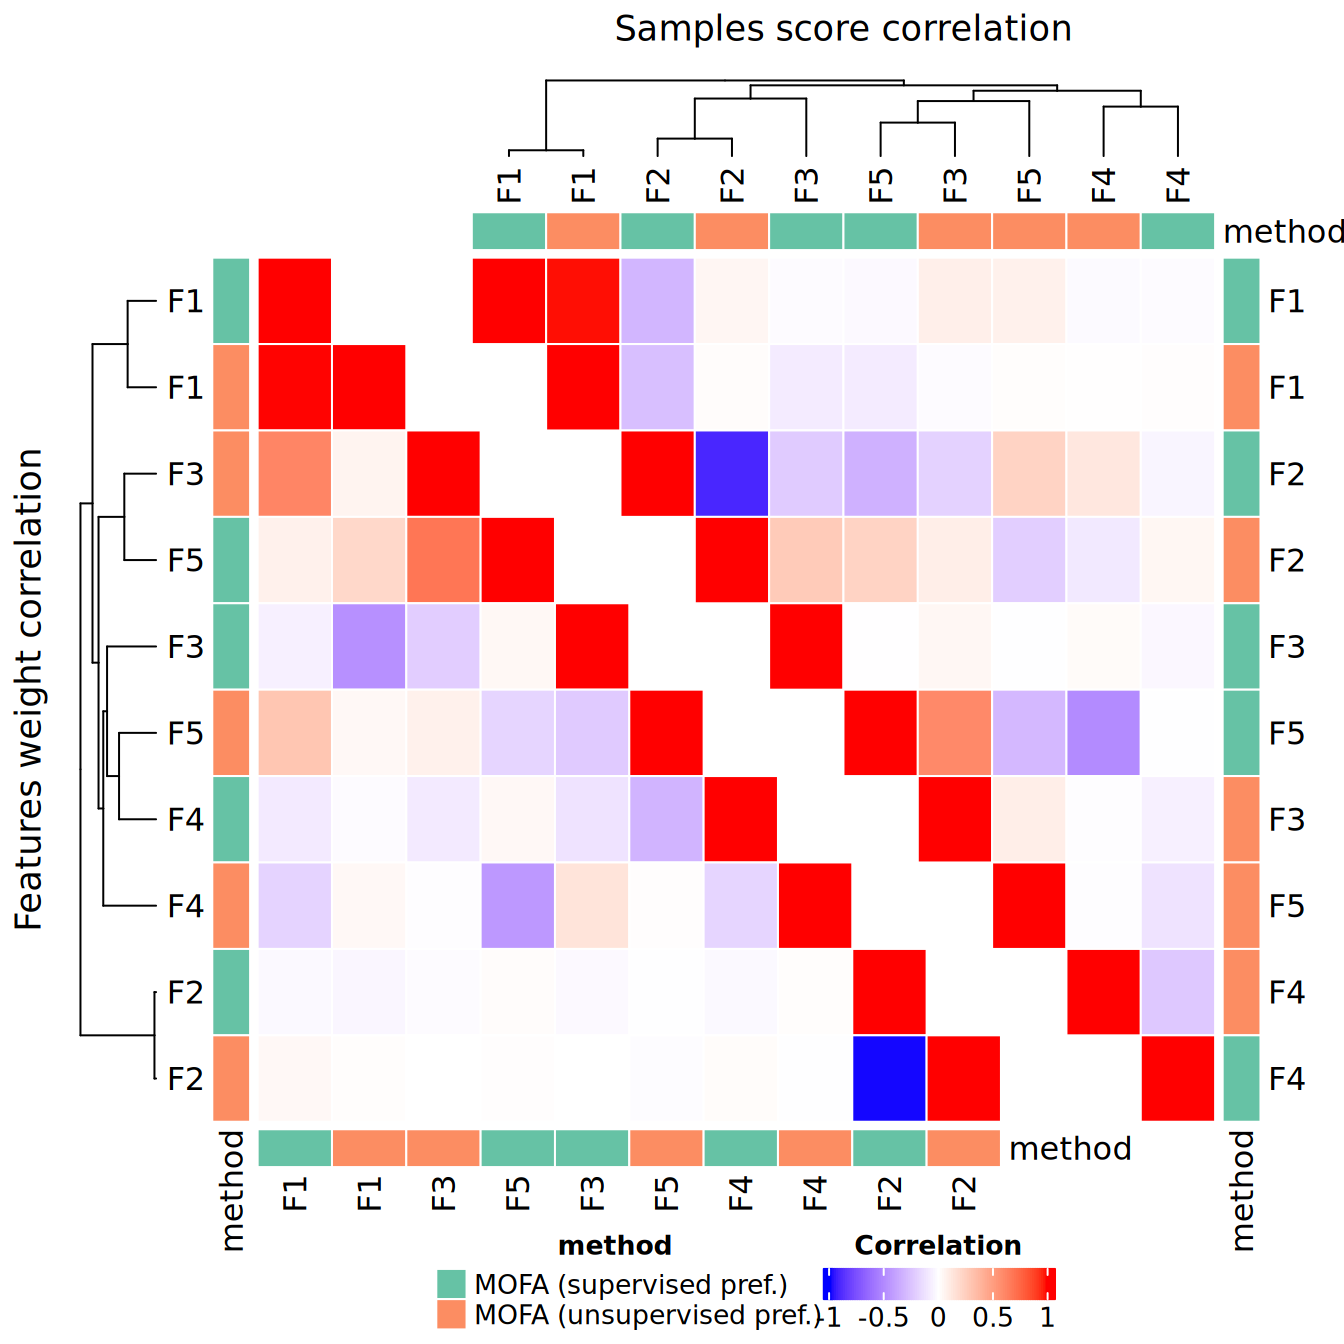 Samples score correlation
F1 F1 F2 F2 F3 F5 F3 F5 F4 F4
method
F1 F1
F1 F1
F3 F2
F5 F2
F3 F3
F5 F5
F4 F3
F4 F5
F2 F4
F2 F4
Features weight correlation
method
method
method
F1 F1 F3 F5 F3 F5 F4 F4 F2 F2
method
MOFA (supervised pref.)
MOFA (unsupervised pref.)
Correlation
-1 -0.5 0 0.5 1